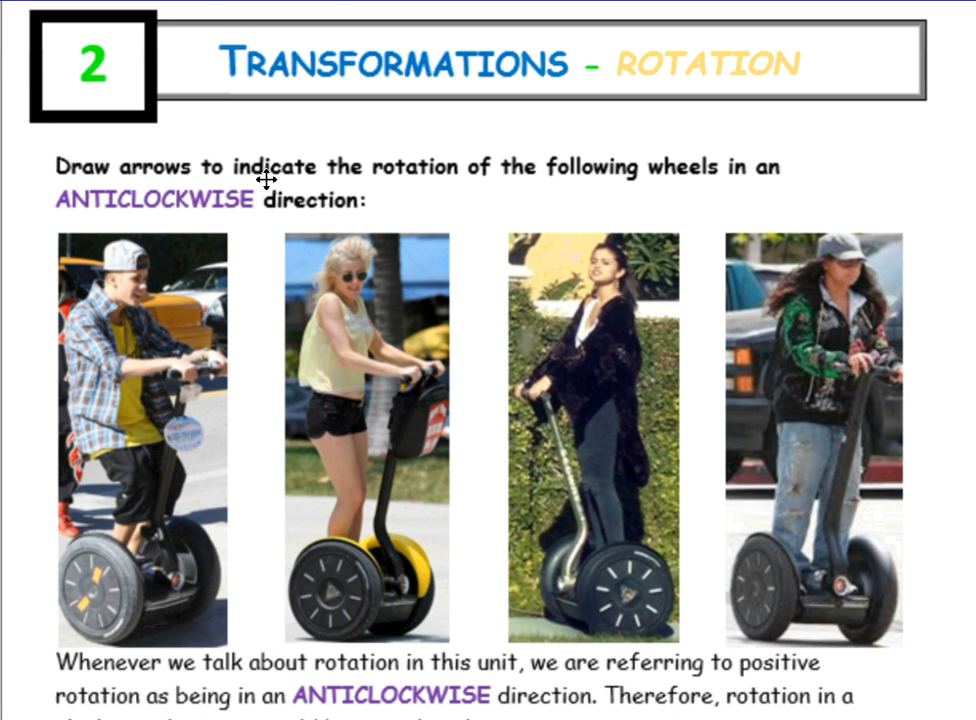 2
TRANSFORMATIONS - ROTATION
Draw arrows to indicate the rotation of the following wheels in an
ANTICLOCKWISE direction:
Whenever we talk about rotation in this unit, we are referring to positive
rotation as being in an ANTICLOCKWISE direction. Therefore, rotation in a